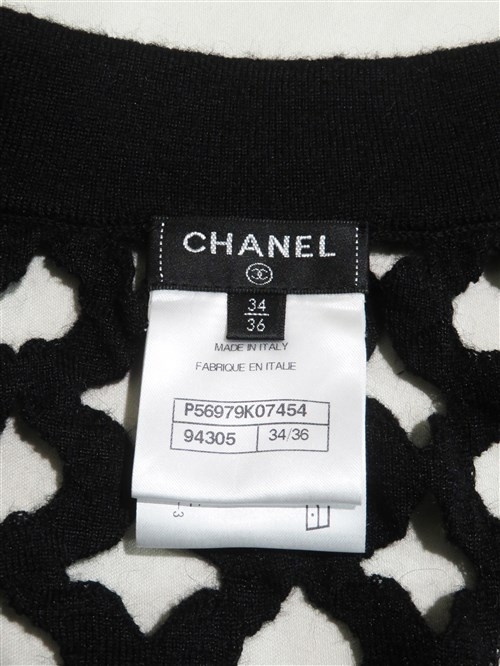 CHANEL
34
36
MADE IN ITALY
FABRIQUE EN ITALIE
P56979K07454
94305 34/36